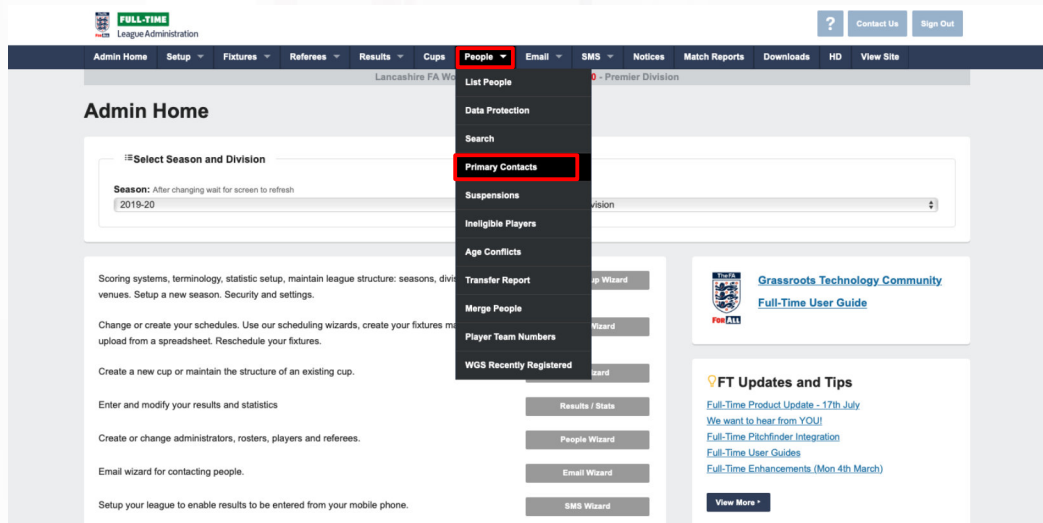 FULL-TIME
League Administration
?
Contact Us
Sign Out
Admin Home
Setup
Fixtures
Referees
Results
Cups
People
Email
SMS
Notices
Match Reports
Downloads
HD
View Site
Lancashire FA Wo
0 - Premier Division
List People
Data Protection
Search
Primary Contacts
Suspensions
Ineligible Players
Age Conflicts
Transfer Report
Merge People
Player Team Numbers
WGS Recently Registered
Admin Home
Select Season and Division
Season: After changing wait for screen to refresh
2019-20
vision
Scoring systems, terminology, statistic setup, maintain league structure: seasons, divis
venues. Setup a new season. Security and settings.
up Wizard
Change or create your schedules. Use our scheduling wizards, create your fixtures ma
upload from a spreadsheet. Reschedule your fixtures.
Wizard
Create a new cup or maintain the structure of an existing cup.
izard
Enter and modify your results and statistics
Results / Stats
Create or change administrators, rosters, players and referees.
People Wizard
Email wizard for contacting people.
Email Wizard
Setup your league to enable results to be entered from your mobile phone.
SMS Wizard
TheFA
FOR ALL
Grassroots Technology Community
Full-Time User Guide
FT Updates and Tips
Full-Time Product Update - 17th July
We want to hear from YOU!
Full-Time Pitchfinder Integration
Full-Time User Guides
Full-Time Enhancements (Mon 4th March)
View More